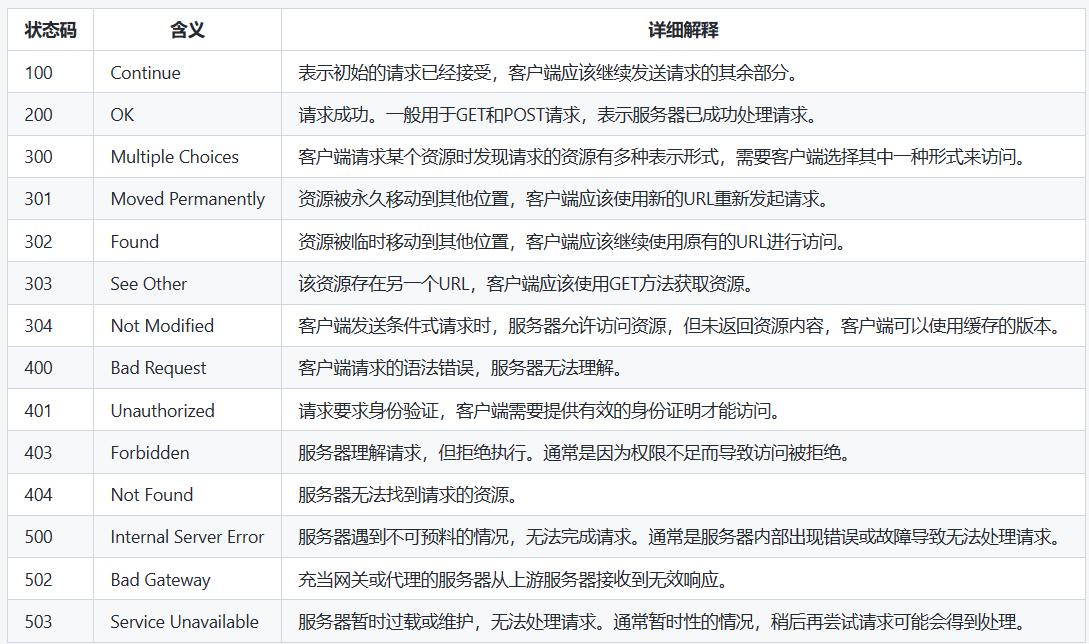 状态码 含义 详细解释
100 Continue 表示初始的请求已经接受，客户端应该继续发送请求的其余部分。
200 OK 请求成功。一般用于GET和POST请求，表示服务器已成功处理请求。
300 Multiple Choices 客户端请求某个资源时发现请求的资源有多种表示形式，需要客户端选择其中一种形式来访问。
301 Moved Permanently 资源被永久移动到其他位置，客户端应该使用新的URL重新发起请求。
302 Found 资源被临时移动到其他位置，客户端应该继续使用原有的URL进行访问。
303 See Other 该资源存在另一个URL，客户端应该使用GET方法获取资源。
304 Not Modified 客户端发送条件式请求时，服务器允许访问资源，但未返回资源内容，客户端可以使用缓存的版本。
400 Bad Request 客户端请求的语法错误，服务器无法理解。
401 Unauthorized 请求要求身份验证，客户端需要提供有效的身份证明才能访问。
403 Forbidden 服务器理解请求，但拒绝执行。通常是因为权限不足而导致访问被拒绝。
404 Not Found 服务器无法找到请求的资源。
500 Internal Server Error 服务器遇到不可预料的情况，无法完成请求。通常是服务器内部出现错误或故障导致无法处理请求。
502 Bad Gateway 充当网关或代理的服务器从上游服务器接收到无效响应。
503 Service Unavailable 服务器暂时过载或维护，无法处理请求。通常暂时性的情况，稍后再尝试请求可能会得到处理。